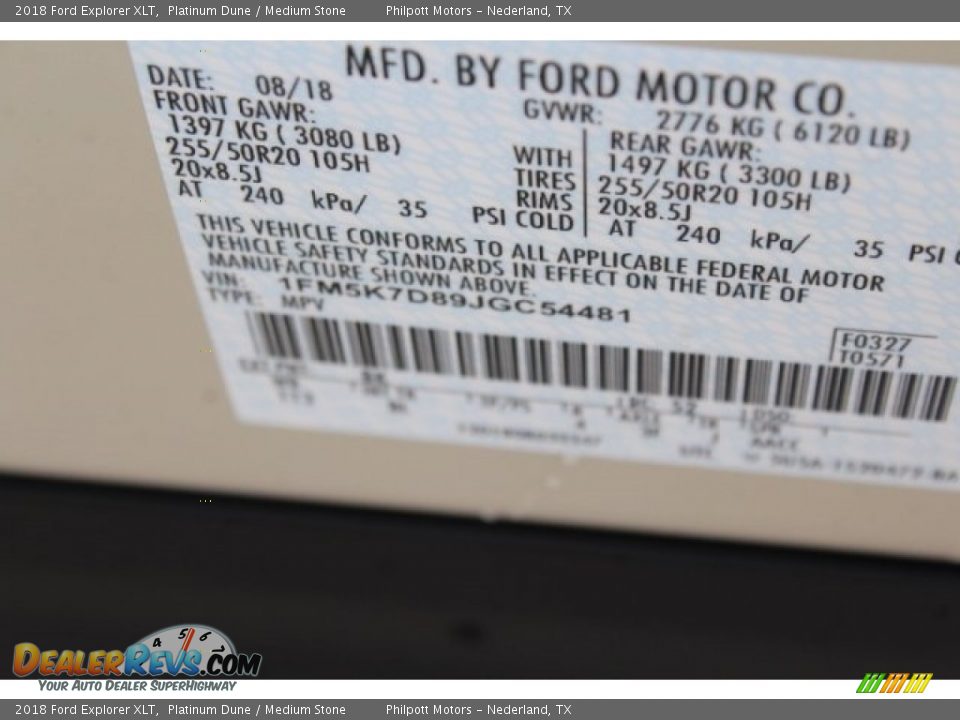 2018 Ford Explorer XLT,  Platinum Dune / Medium Stone          Philpott Motors – Nederland, TX
MFD. BY FORD MOTOR CO.
DATE: 08/18 GVWR: 2776 KG ( 6120 LB)
FRONT GAWR: REAR GAWR:
1397 KG ( 3080 LB) WITH 1497 KG ( 3300 LB)
255/50R20 105H TIRES 255/50R20 105H
20x8.5J RIMS 20x8.5J
AT 240 kPa/ 35 PSI COLD AT 240 kPa/ 35 PSI
THIS VEHICLE CONFORMS TO ALL APPLICABLE FEDERAL MOTOR
VEHICLE SAFETY STANDARDS IN EFFECT ON THE DATE OF
MANUFACTURE SHOWN ABOVE.
VIN: 1FM5K7D89JGC54481
TYPE: MPV
F0327
T0571
4 5 6
DEALERREVS.COM
YOUR AUTO DEALER SUPERHIGHWAY
2018 Ford Explorer XLT,  Platinum Dune / Medium Stone          Philpott Motors – Nederland, TX